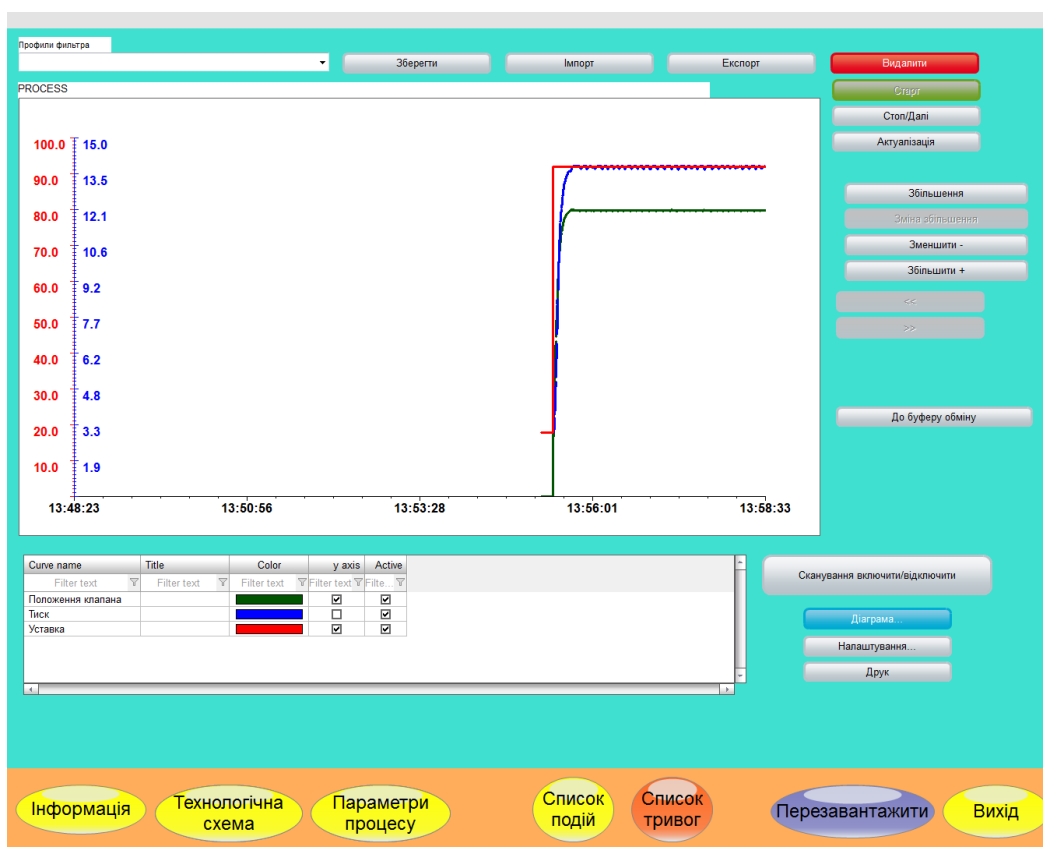 Профили фильтра
Зберегти
Імпорт
Експорт
Видалити
PROCESS
Старт
Стоп/Далі
Актуалізація
100.0 15.0
90.0 13.5
80.0 12.1
70.0 10.6
60.0 9.2
50.0 7.7
40.0 6.2
30.0 4.8
20.0 3.3
10.0 1.9
13:48:23 13:50:56 13:53:28 13:56:01 13:58:33
Збільшення
Зміна збільшення
Зменшити -
Збільшити +
<<
>>
До буферу обміну
Curve name Title Color y axis Active
Filter text Filter text Filter text Filter text Filte...
Положення клапана
Тиск
Уставка
Сканування включити/відключити
Діаграма...
Налаштування...
Друк
Інформація
Технологічна
схема
Параметри
процесу
Список
подій
Список
тривог
Перезавантажити
Вихід